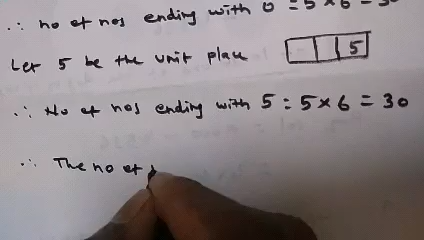 ∴ no of nos ending with 0 = 5 × 6 = 30
Let 5 be the unit place 5
∴ No of nos ending with 5 = 5 × 6 = 30
∴ The no of